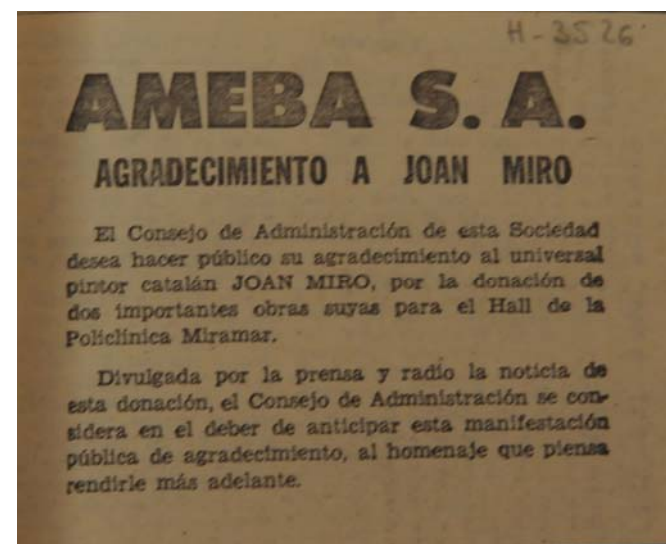 H-3526
AMEBA S. A.
AGRADECIMIENTO A JOAN MIRO
El Consejo de Administración de esta Sociedad
desea hacer público su agradecimiento al universal
pintor catalán JOAN MIRO, por la donación de
dos importantes obras suyas para el Hall de la
Policlínica Miramar.
Divulgada por la prensa y radio la noticia de
esta donación, el Consejo de Administración se con-
sidera en el deber de anticipar esta manifestación
pública de agradecimiento, al homenaje que piensa
rendirle más adelante.